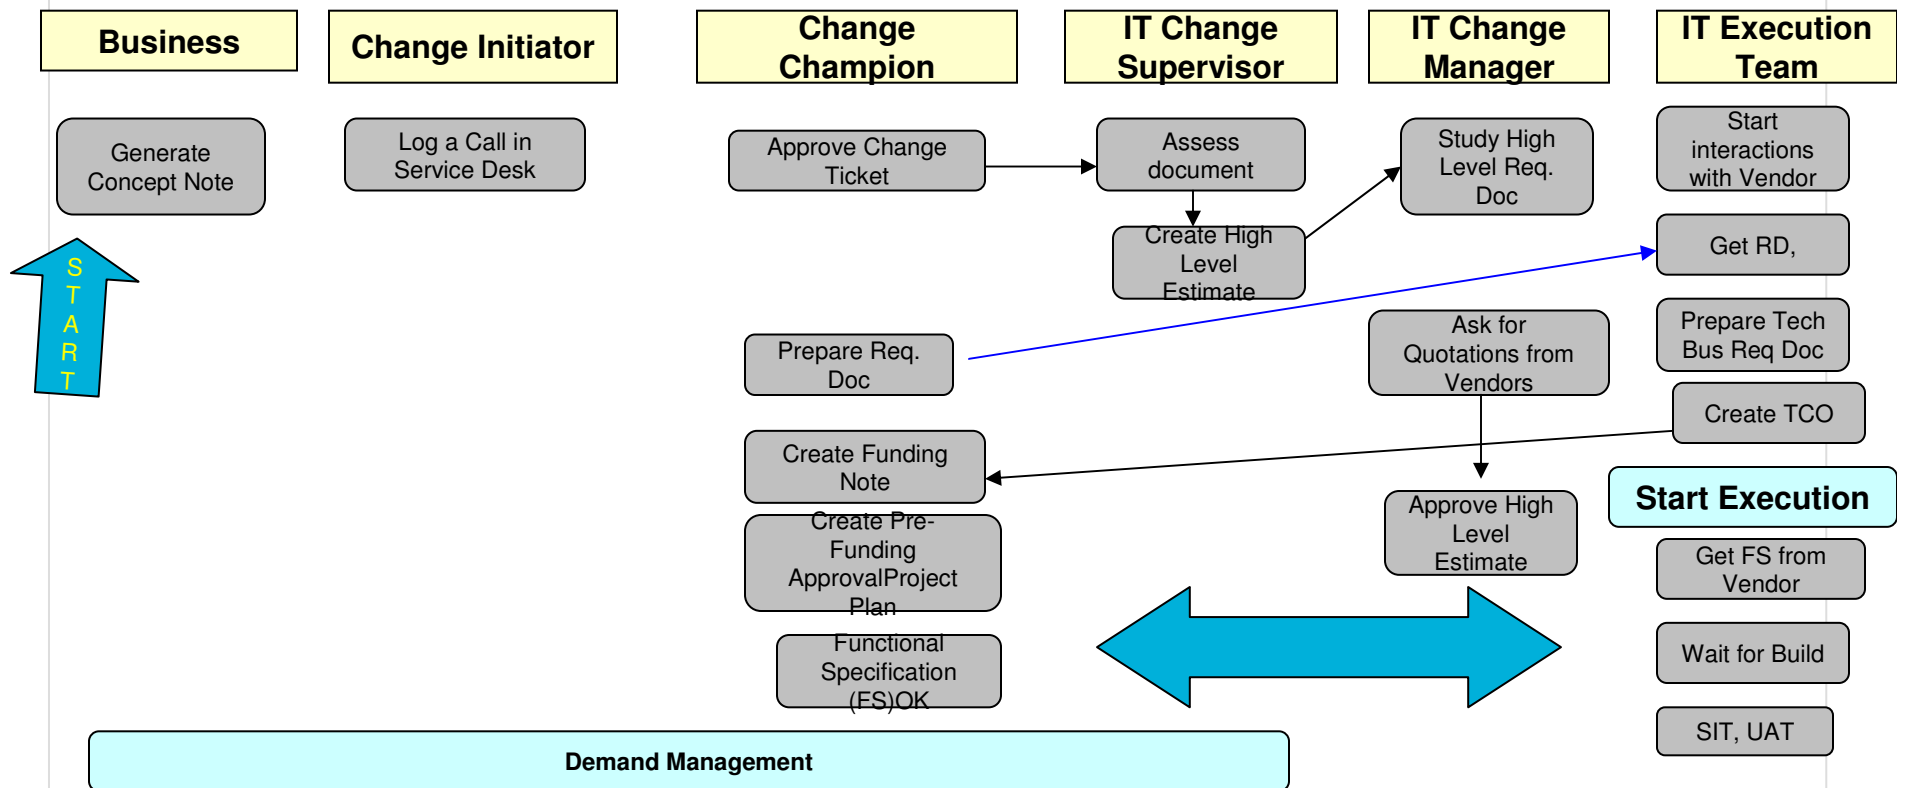 Business
Change Initiator
Change
Champion
IT Change
Supervisor
IT Change
Manager
IT Execution
Team
Generate
Concept Note
Log a Call in
Service Desk
Approve Change
Ticket
Assess
document
Study High
Level Req.
Doc
Start
interactions
with Vendor
Create High
Level
Estimate
Get RD,
S
T
A
R
T
Prepare Req.
Doc
Ask for
Quotations from
Vendors
Prepare Tech
Bus Req Doc
Create TCO
Create Funding
Note
Approve High
Level
Estimate
Start Execution
Create Pre-
Funding
ApprovalProject
Plan
Get FS from
Vendor
Functional
Specification
(FS)OK
Wait for Build
SIT, UAT
Demand Management